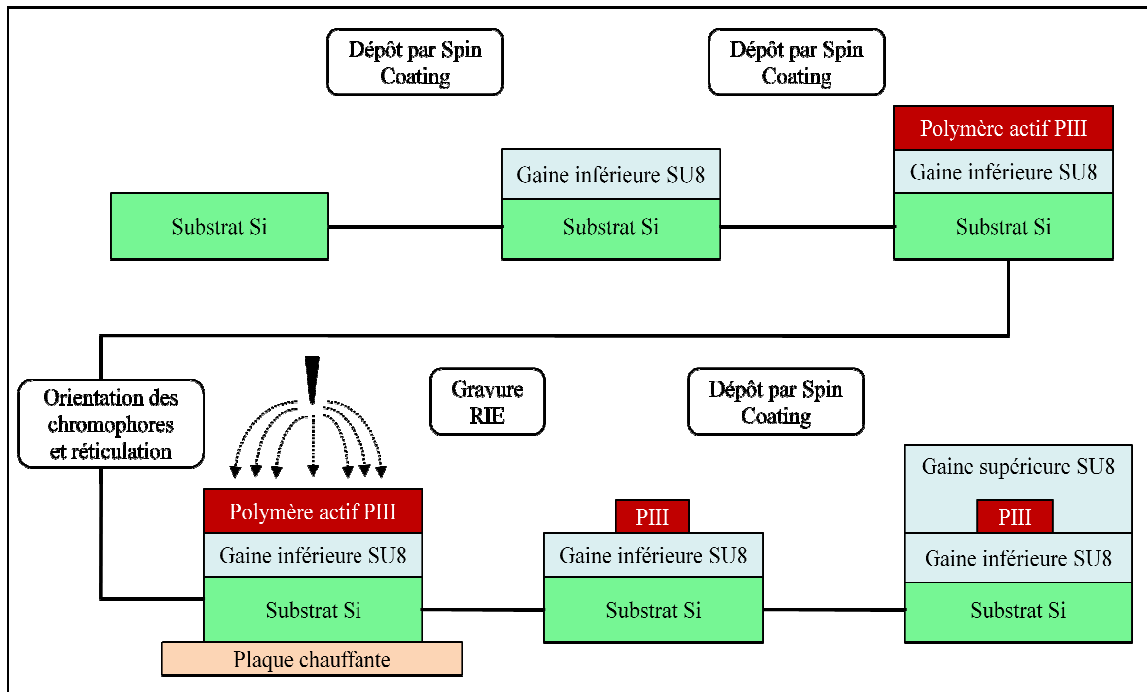 Dépôt par Spin
Coating
Dépôt par Spin
Coating
Substrat Si
Gaine inférieure SU8
Substrat Si
Polymère actif PIII
Gaine inférieure SU8
Substrat Si
Orientation des
chromophores
et réticulation
Gravure
RIE
Dépôt par Spin
Coating
Polymère actif PIII
Gaine inférieure SU8
Substrat Si
Plaque chauffante
PIII
Gaine inférieure SU8
Substrat Si
Gaine supérieure SU8
PIII
Gaine inférieure SU8
Substrat Si